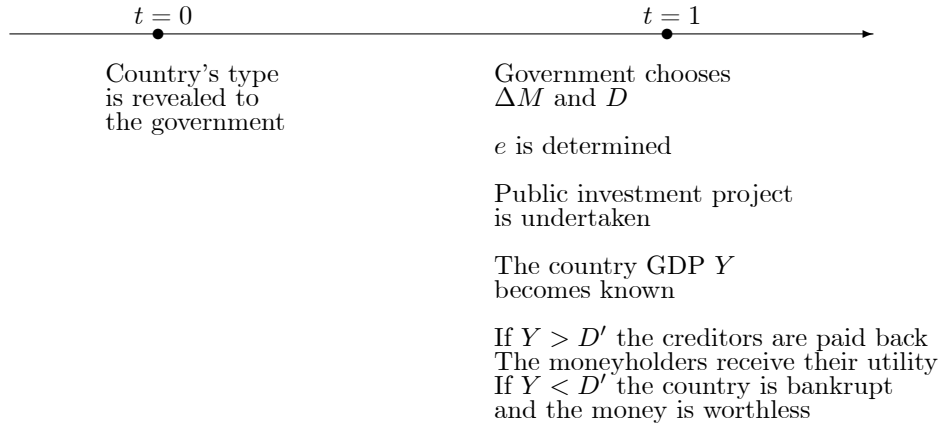 t = 0
t = 1
Country's type
is revealed to
the government
Government chooses
ΔM and D
e is determined
Public investment project
is undertaken
The country GDP Y
becomes known
If Y > D′ the creditors are paid back
The moneyholders receive their utility
If Y < D′ the country is bankrupt
and the money is worthless